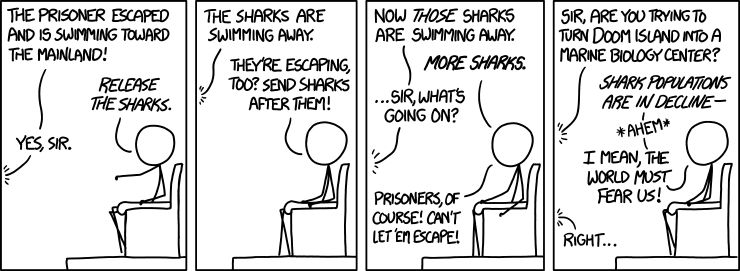 THE PRISONER ESCAPED
AND IS SWIMMING TOWARD
THE MAINLAND!
RELEASE
THE SHARKS.
YES, SIR.
THE SHARKS ARE
SWIMMING AWAY.
THEY'RE ESCAPING,
TOO? SEND SHARKS
AFTER THEM!
NOW THOSE SHARKS
ARE SWIMMING AWAY.
MORE SHARKS.
...SIR, WHAT'S
GOING ON?
PRISONERS, OF
COURSE! CAN'T
LET 'EM ESCAPE!
SIR, ARE YOU TRYING TO
TURN DOOM ISLAND INTO A
MARINE BIOLOGY CENTER?
SHARK POPULATIONS
ARE IN DECLINE—
*AHEM*
I MEAN, THE
WORLD MUST
FEAR US!
RIGHT...